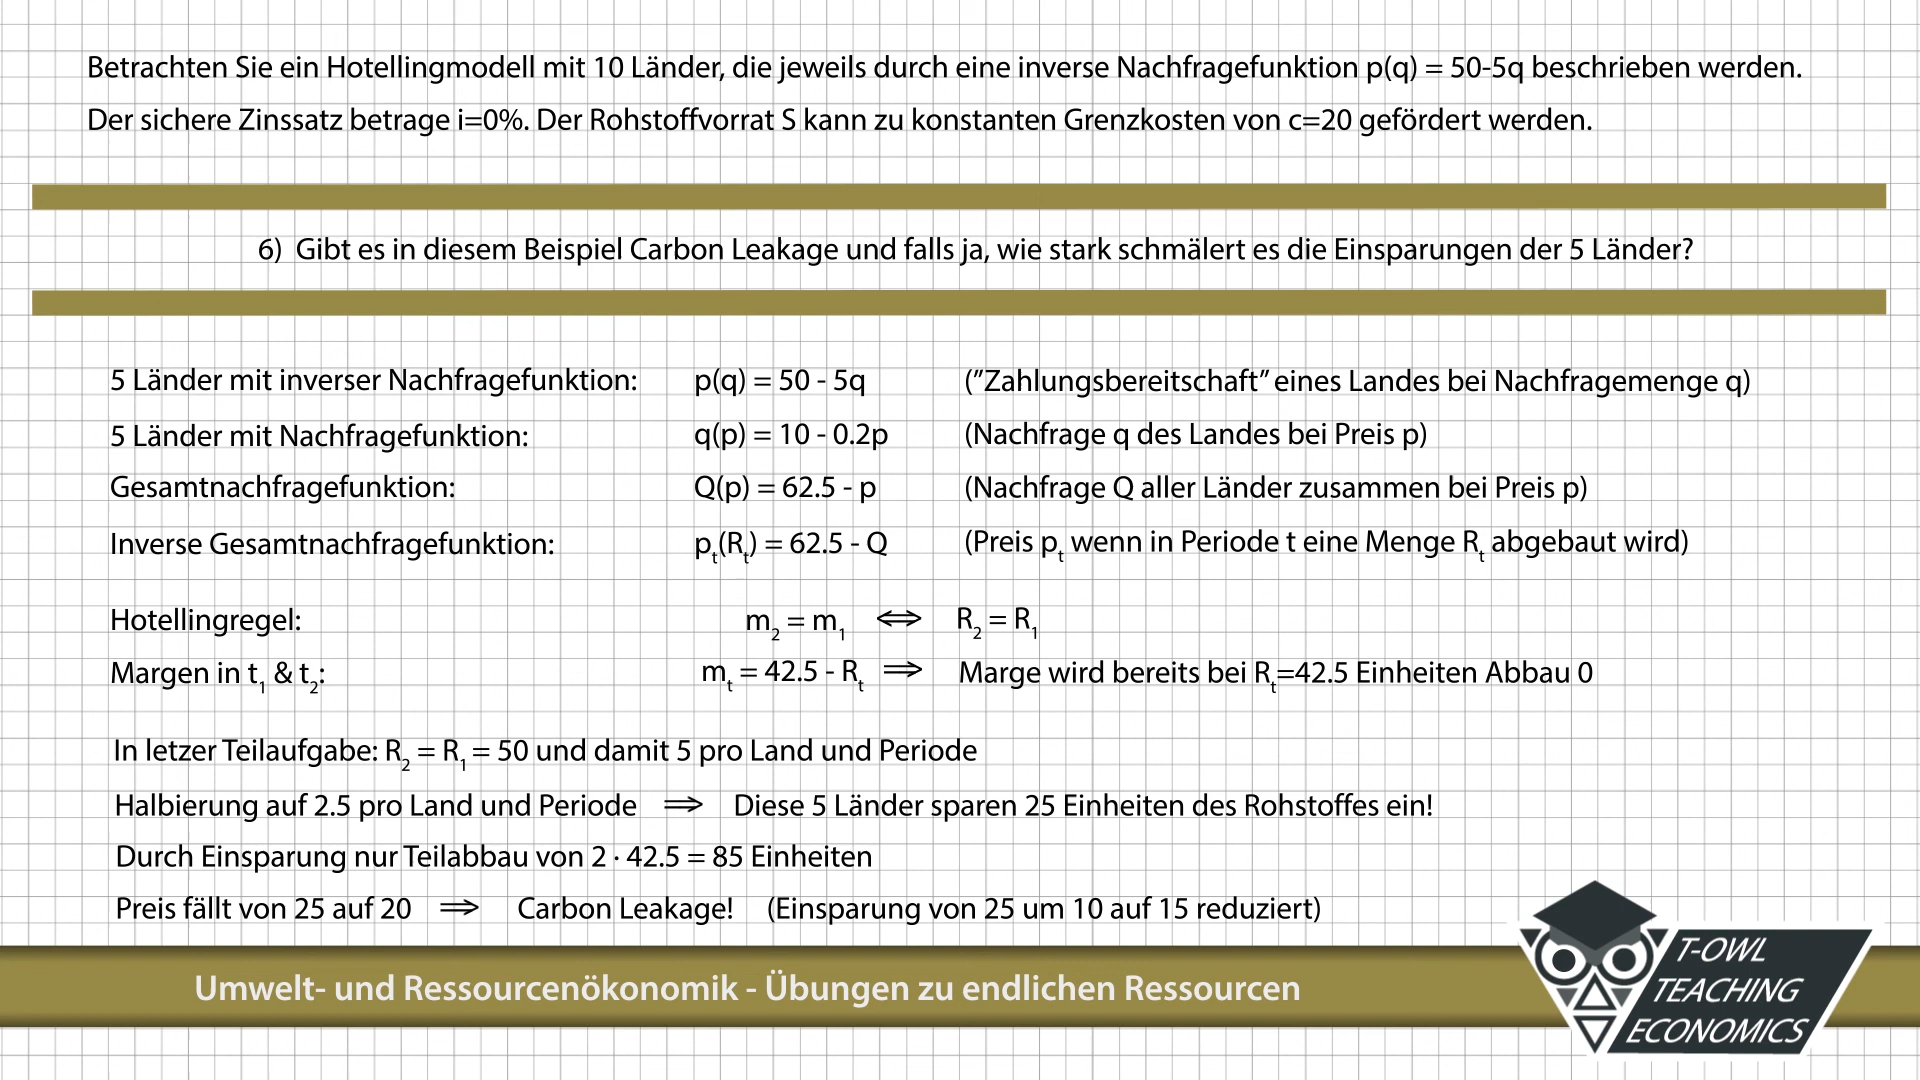 Betrachten Sie ein Hotellingmodell mit 10 Länder, die jeweils durch eine inverse Nachfragefunktion p(q) = 50-5q beschrieben werden.
Der sichere Zinssatz betrage i=0%. Der Rohstoffvorrat S kann zu konstanten Grenzkosten von c=20 gefördert werden.
6) Gibt es in diesem Beispiel Carbon Leakage und falls ja, wie stark schmälert es die Einsparungen der 5 Länder?
5 Länder mit inverser Nachfragefunktion: p(q) = 50 - 5q (”Zahlungsbereitschaft” eines Landes bei Nachfragemenge q)
5 Länder mit Nachfragefunktion: q(p) = 10 - 0.2p (Nachfrage q des Landes bei Preis p)
Gesamtnachfragefunktion: Q(p) = 62.5 - p (Nachfrage Q aller Länder zusammen bei Preis p)
Inverse Gesamtnachfragefunktion: pₜ(Rₜ) = 62.5 - Q (Preis pₜ wenn in Periode t eine Menge Rₜ abgebaut wird)
Hotellingregel: m₂ = m₁ ⇔ R₂ = R₁
Margen in t₁ & t₂: mₜ = 42.5 - Rₜ ⇒ Marge wird bereits bei Rₜ=42.5 Einheiten Abbau 0
In letzer Teilaufgabe: R₂ = R₁ = 50 und damit 5 pro Land und Periode
Halbierung auf 2.5 pro Land und Periode ⇒ Diese 5 Länder sparen 25 Einheiten des Rohstoffes ein!
Durch Einsparung nur Teilabbau von 2 · 42.5 = 85 Einheiten
Preis fällt von 25 auf 20 ⇒ Carbon Leakage! (Einsparung von 25 um 10 auf 15 reduziert)
Umwelt- und Ressourcenökonomik - Übungen zu endlichen Ressourcen
T-OWL
TEACHING
ECONOMICS